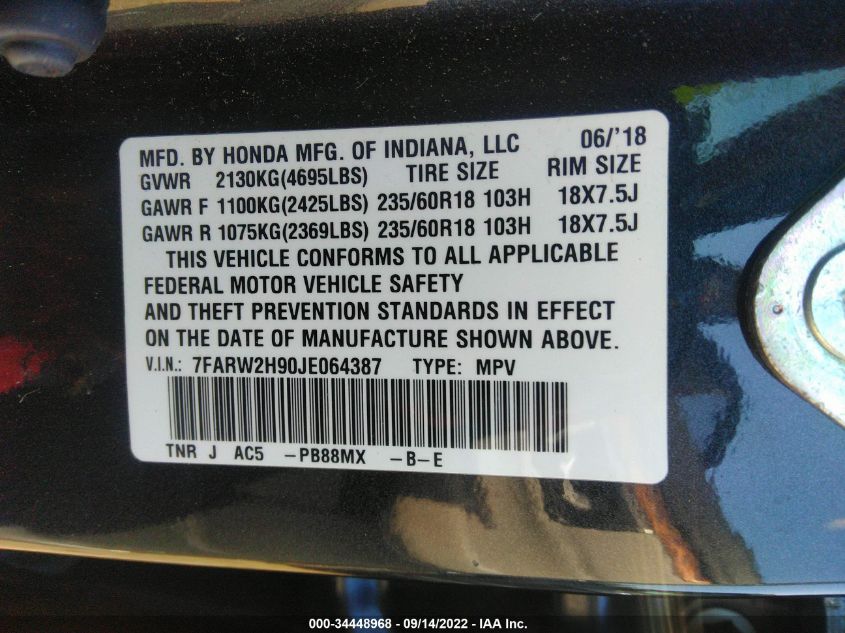 MFD. BY HONDA MFG. OF INDIANA, LLC 06/'18
GVWR 2130KG(4695LBS) TIRE SIZE RIM SIZE
GAWR F 1100KG(2425LBS) 235/60R18 103H 18X7.5J
GAWR R 1075KG(2369LBS) 235/60R18 103H 18X7.5J
THIS VEHICLE CONFORMS TO ALL APPLICABLE
FEDERAL MOTOR VEHICLE SAFETY
AND THEFT PREVENTION STANDARDS IN EFFECT
ON THE DATE OF MANUFACTURE SHOWN ABOVE.
V.I.N.: 7FARW2H90JE064387 TYPE: MPV
TNR J AC5 -PB88MX -B-E
000-34448968 - 09/14/2022 - IAA Inc.